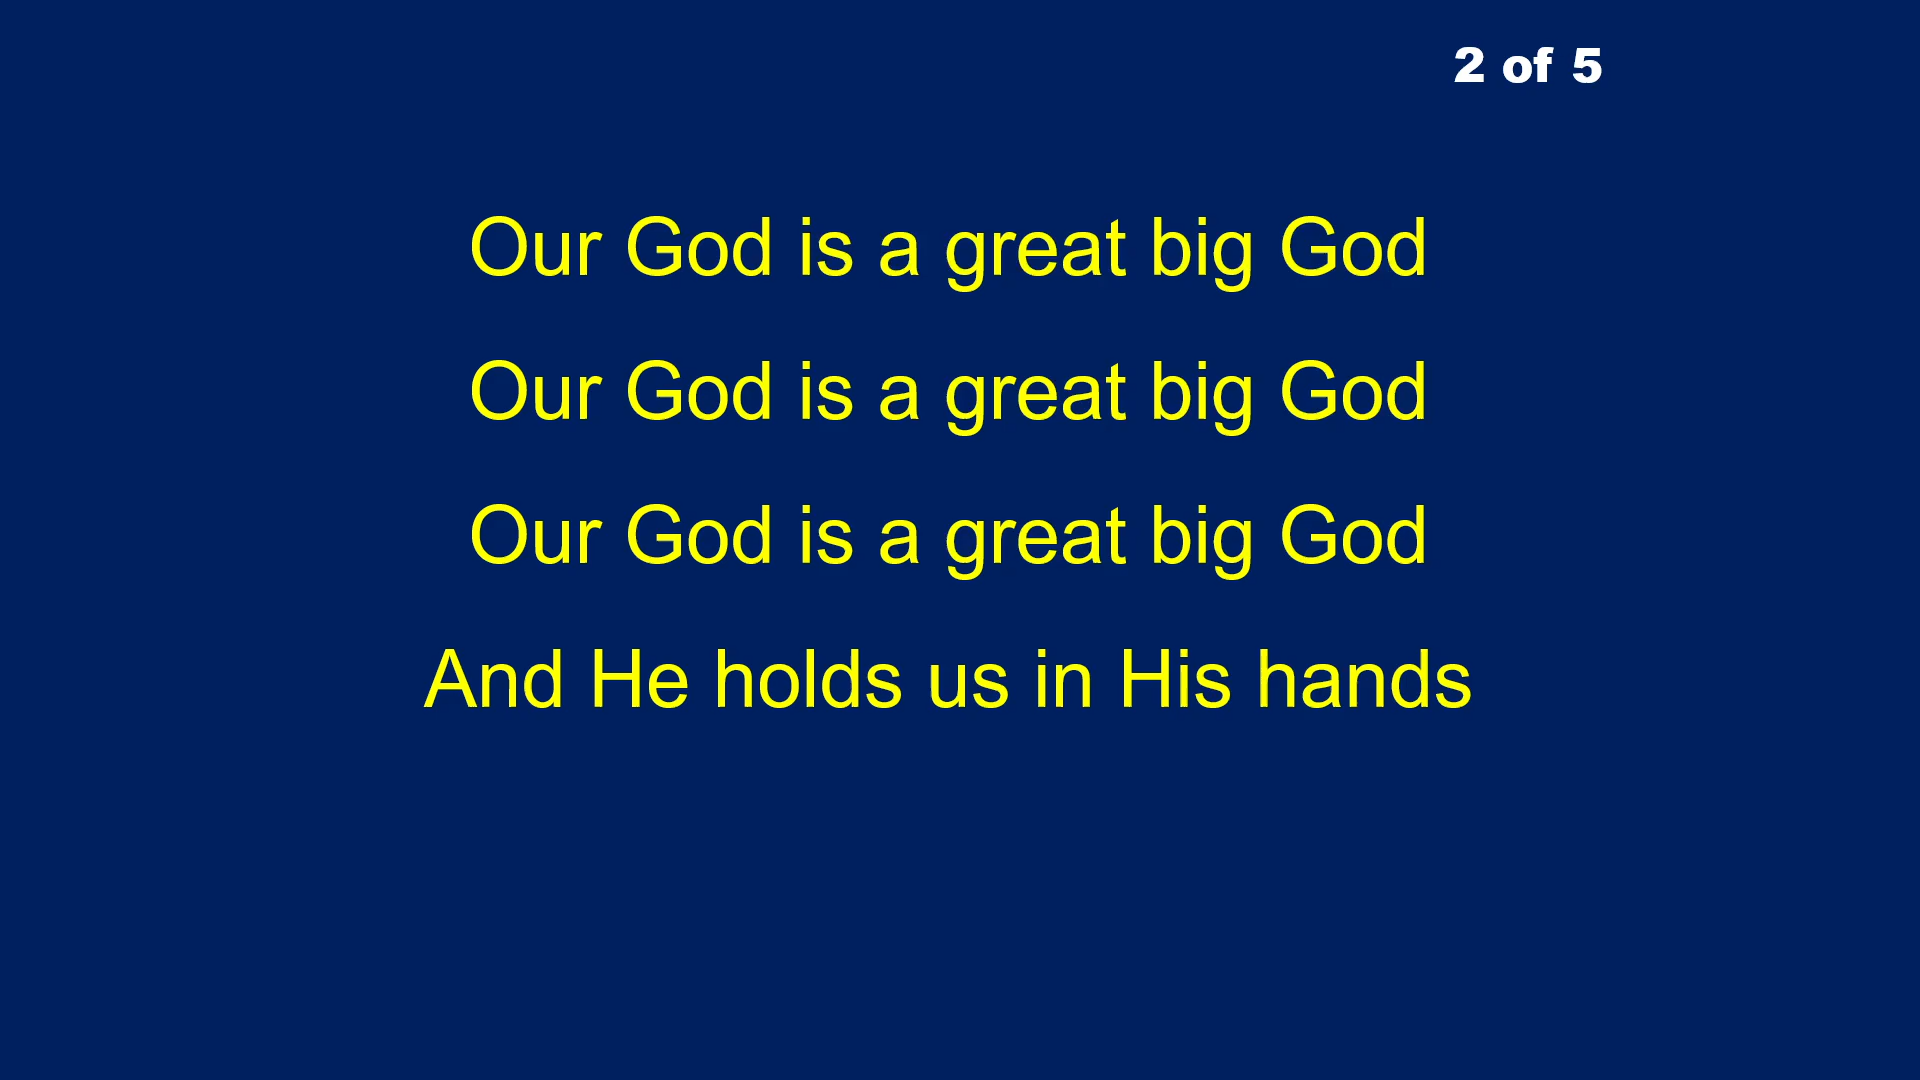 2 of 5
Our God is a great big God
Our God is a great big God
Our God is a great big God
And He holds us in His hands